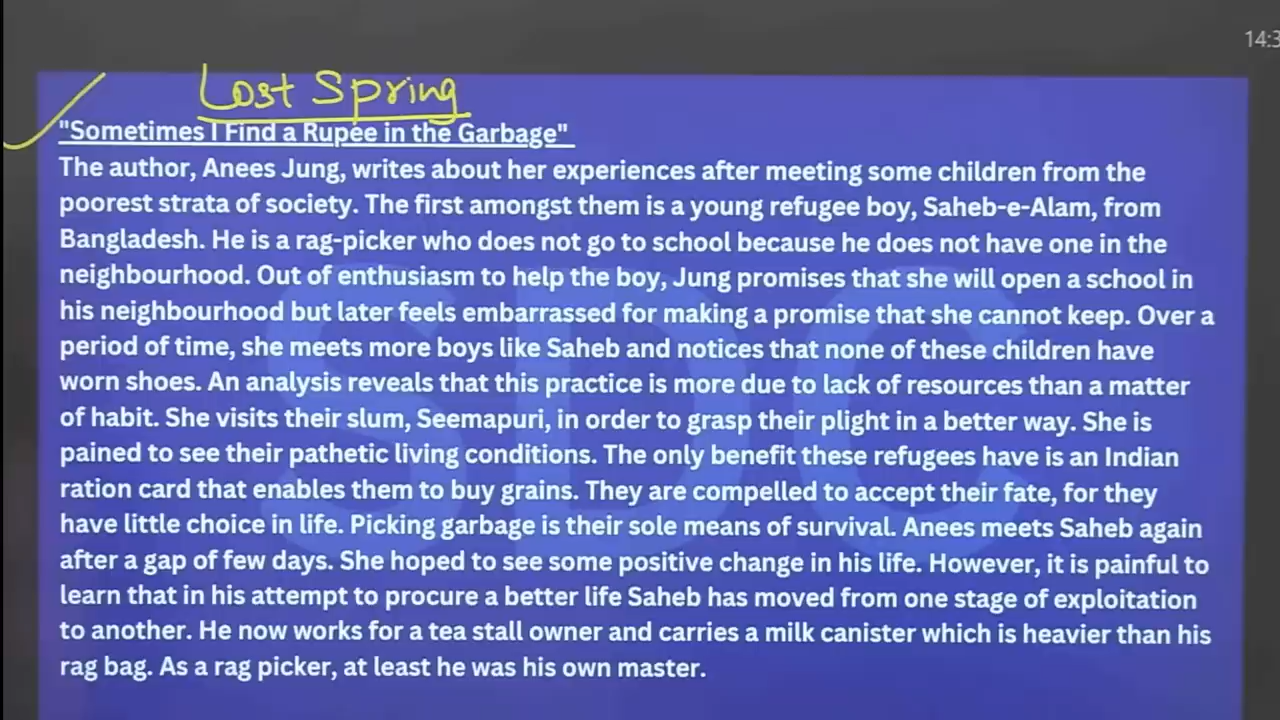 14:3
Lost Spring
"Sometimes I Find a Rupee in the Garbage"
The author, Anees Jung, writes about her experiences after meeting some children from the
poorest strata of society. The first amongst them is a young refugee boy, Saheb-e-Alam, from
Bangladesh. He is a rag-picker who does not go to school because he does not have one in the
neighbourhood. Out of enthusiasm to help the boy, Jung promises that she will open a school in
his neighbourhood but later feels embarrassed for making a promise that she cannot keep. Over a
period of time, she meets more boys like Saheb and notices that none of these children have
worn shoes. An analysis reveals that this practice is more due to lack of resources than a matter
of habit. She visits their slum, Seemapuri, in order to grasp their plight in a better way. She is
pained to see their pathetic living conditions. The only benefit these refugees have is an Indian
ration card that enables them to buy grains. They are compelled to accept their fate, for they
have little choice in life. Picking garbage is their sole means of survival. Anees meets Saheb again
after a gap of few days. She hoped to see some positive change in his life. However, it is painful to
learn that in his attempt to procure a better life Saheb has moved from one stage of exploitation
to another. He now works for a tea stall owner and carries a milk canister which is heavier than his
rag bag. As a rag picker, at least he was his own master.
SDC